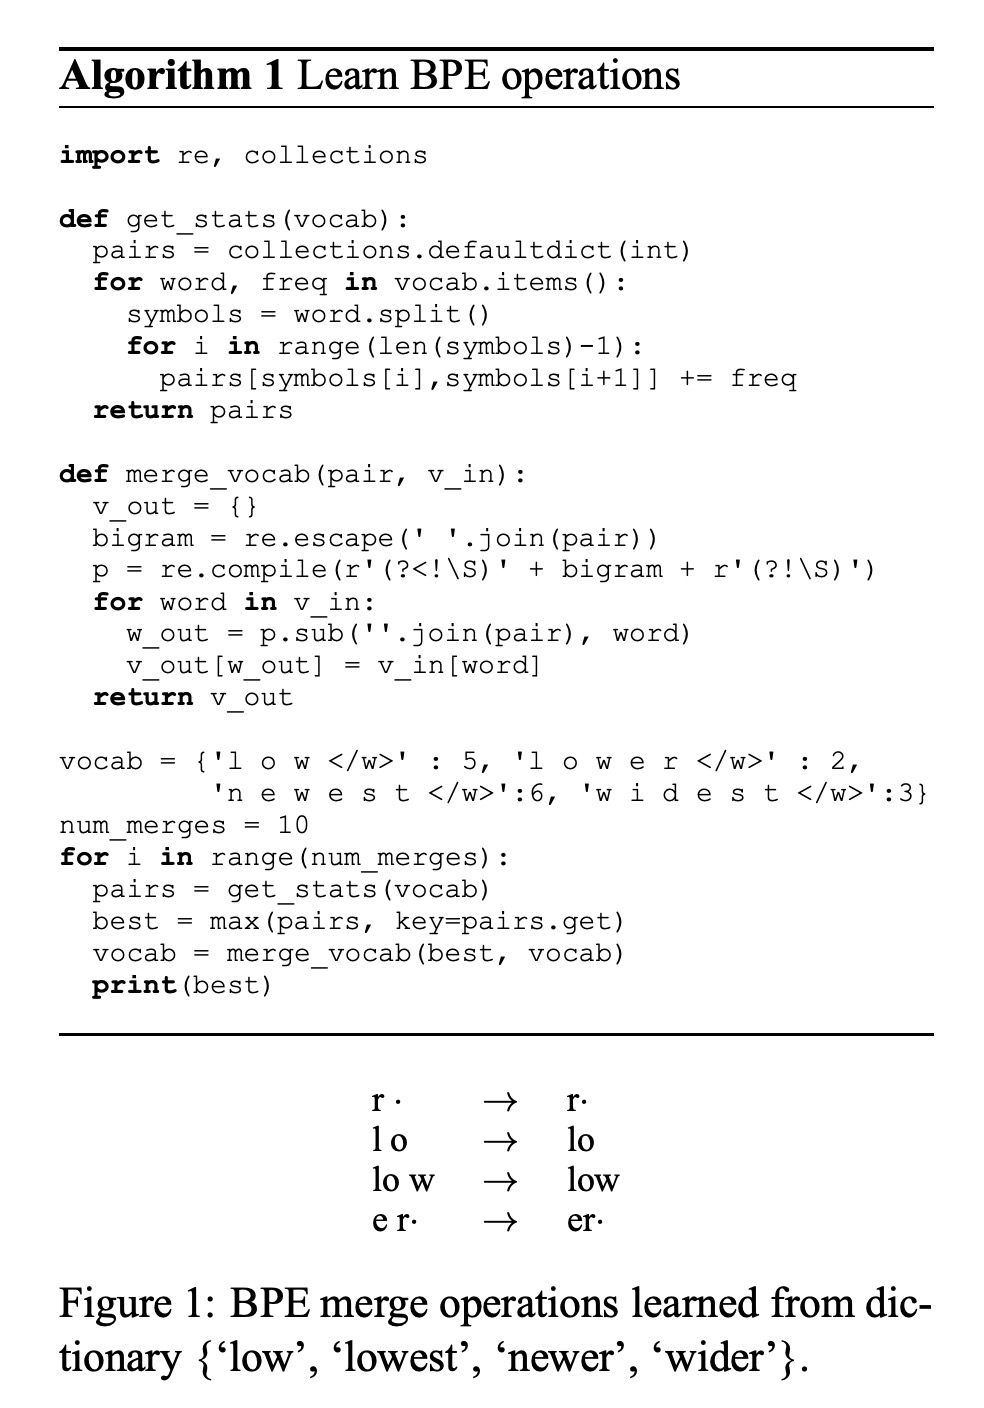 Algorithm 1 Learn BPE operations
import re, collections
def get_stats(vocab):
  pairs = collections.defaultdict(int)
  for word, freq in vocab.items():
    symbols = word.split()
    for i in range(len(symbols)-1):
      pairs[symbols[i],symbols[i+1]] += freq
  return pairs
def merge_vocab(pair, v_in):
  v_out = {}
  bigram = re.escape(' '.join(pair))
  p = re.compile(r'(?<!\S)' + bigram + r'(?!\S)')
  for word in v_in:
    w_out = p.sub(''.join(pair), word)
    v_out[w_out] = v_in[word]
  return v_out
vocab = {'l o w </w>' : 5, 'l o w e r </w>' : 2,
         'n e w e s t </w>':6, 'w i d e s t </w>':3}
num_merges = 10
for i in range(num_merges):
  pairs = get_stats(vocab)
  best = max(pairs, key=pairs.get)
  vocab = merge_vocab(best, vocab)
  print(best)
r · → r·
l o → lo
lo w → low
e r· → er·
Figure 1: BPE merge operations learned from dic-
tionary {‘low’, ‘lowest’, ‘newer’, ‘wider’}.